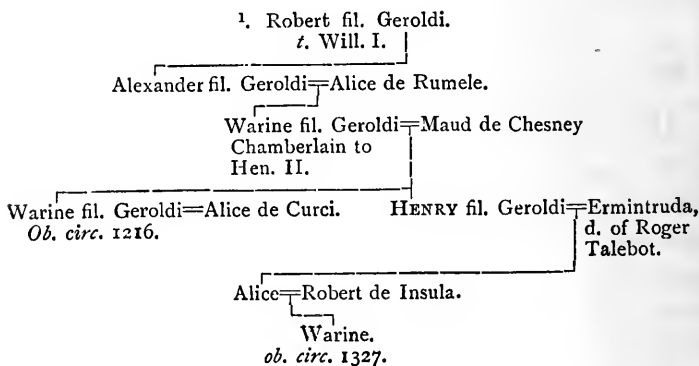 ¹. Robert fil. Geroldi.
t. Will. I.
Alexander fil. Geroldi=Alice de Rumele.
Warine fil. Geroldi=Maud de Chesney
Chamberlain to
Hen. II.
Warine fil. Geroldi=Alice de Curci.
Ob. circ. 1216.
HENRY fil. Geroldi=Ermintruda,
d. of Roger
Talebot.
Alice=Robert de Insula.
Warine.
ob. circ. 1327.